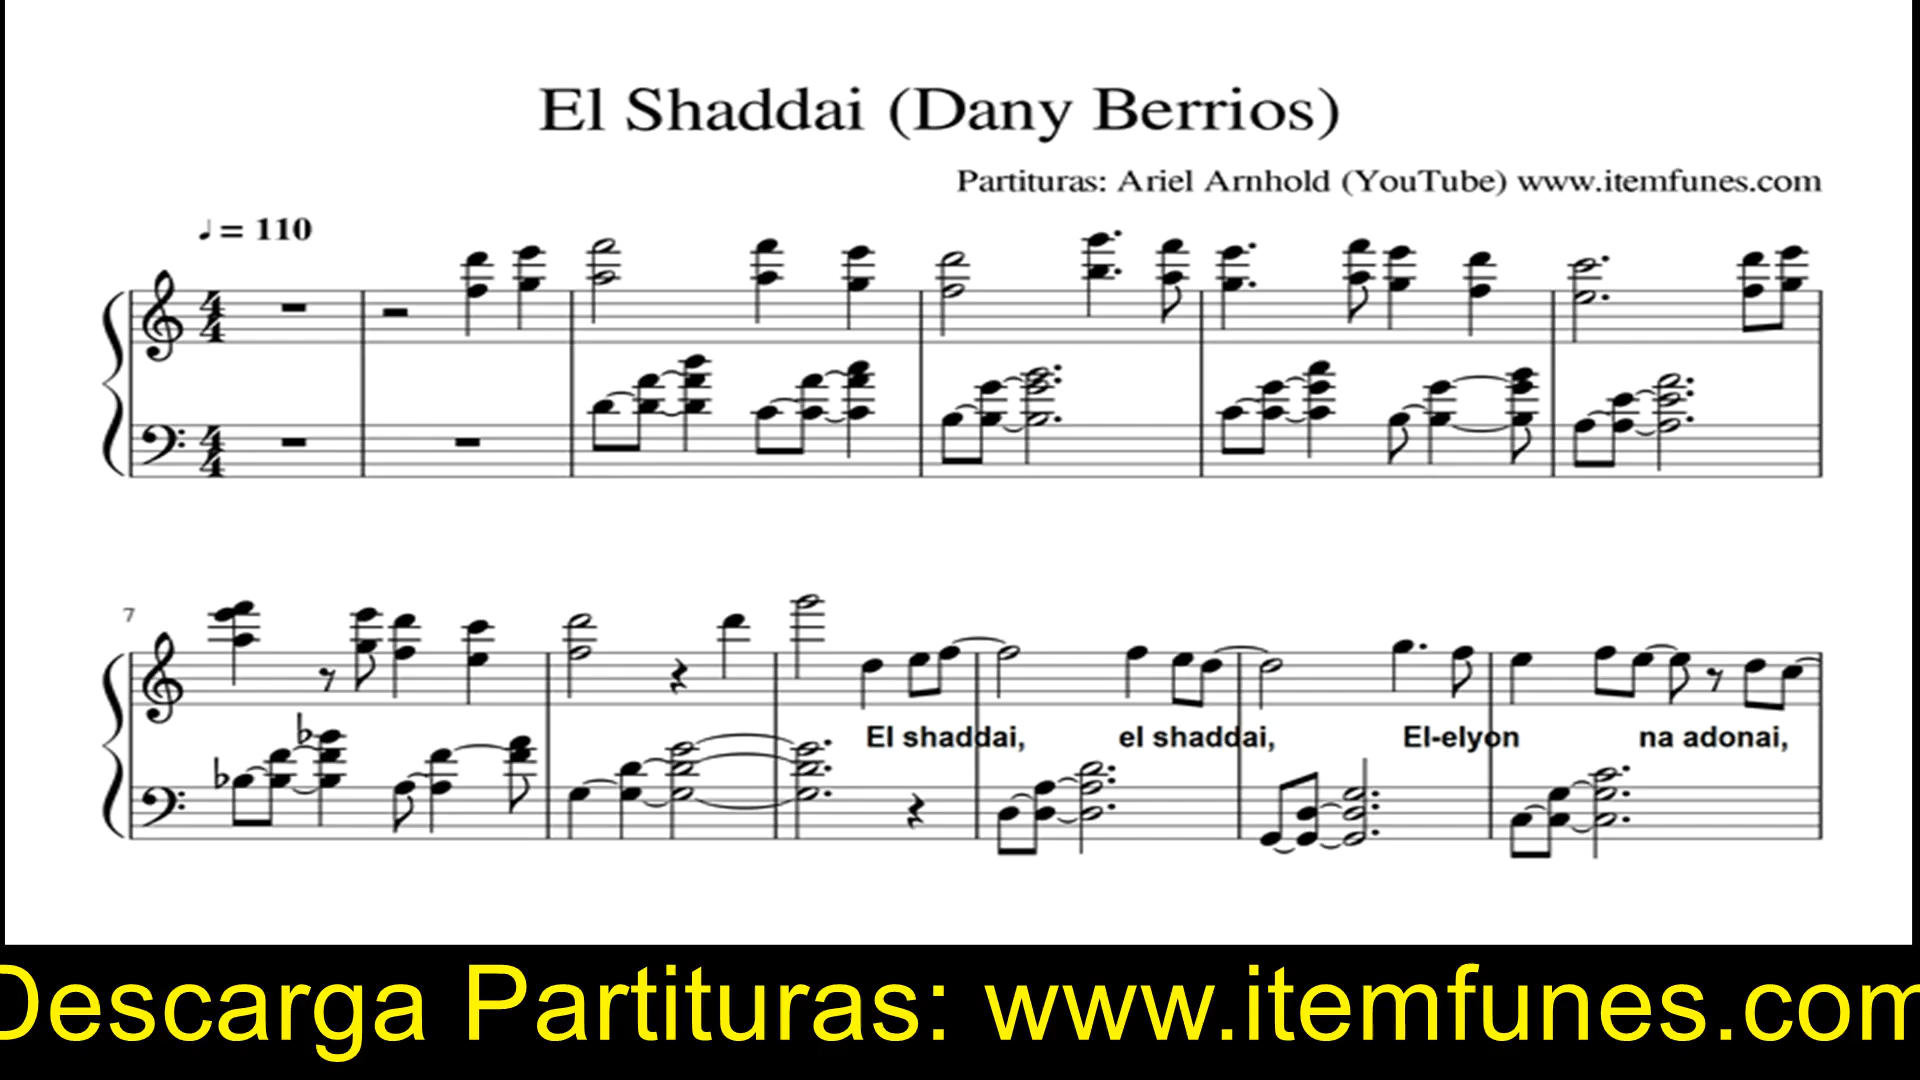 El Shaddai (Dany Berrios)
Partituras: Ariel Arnhold (YouTube) www.itemfunes.com
♩ = 110
7
El shaddai, el shaddai, El-elyon na adonai,
Descarga Partituras: www.itemfunes.com